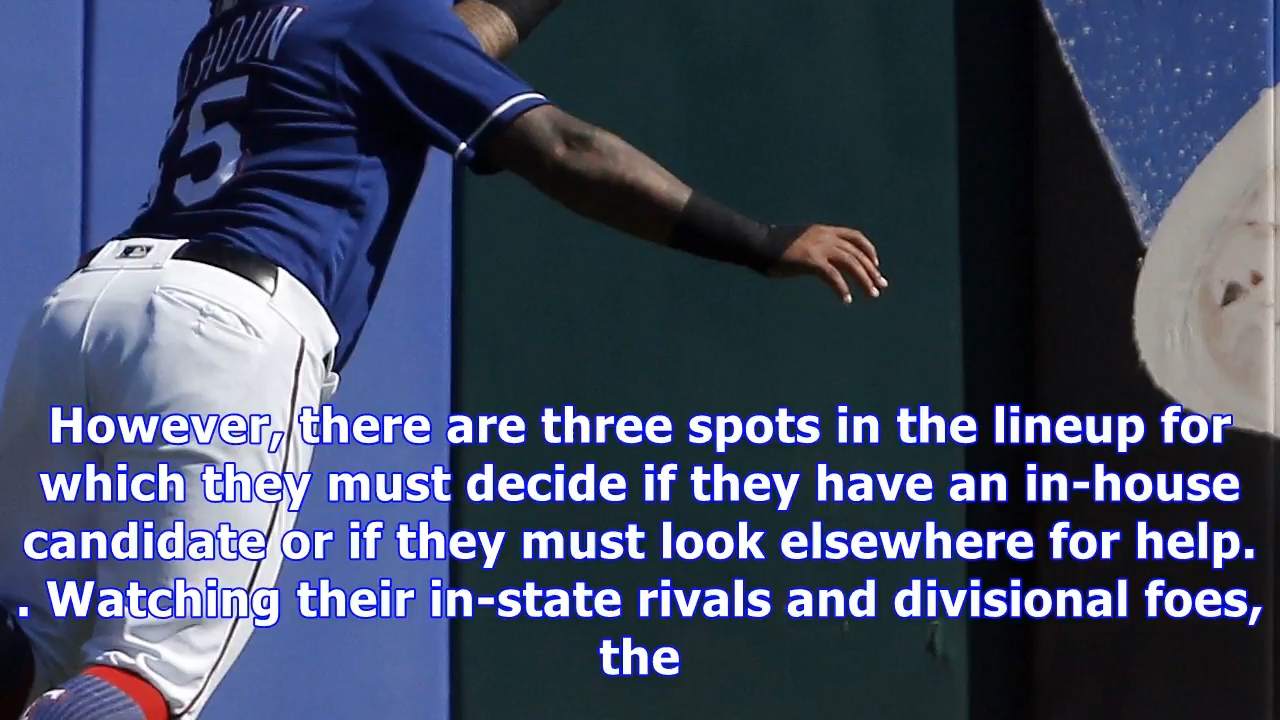 LHOUN
5
However, there are three spots in the lineup for
which they must decide if they have an in-house
candidate or if they must look elsewhere for help.
. Watching their in-state rivals and divisional foes,
the